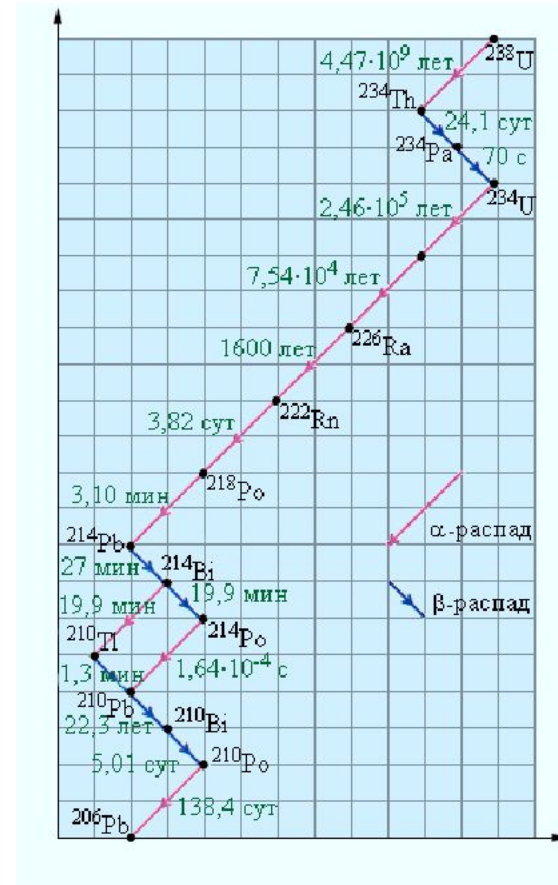 ²³⁸U
4,47·10⁹ лет
²³⁴Th
24,1 сут
²³⁴Pa
70 с
²³⁴U
2,46·10⁵ лет
7,54·10⁴ лет
²²⁶Ra
1600 лет
²²²Rn
3,82 сут
²¹⁸Po
3,10 мин
α-распад
²¹⁴Pb
²¹⁴Bi
27 мин
19,9 мин
19,9 мин
β-распад
²¹⁴Po
²¹⁰Tl
1,64·10⁻⁴ с
1,3 мин
²¹⁰Pb
²¹⁰Bi
22,3 лет
5,01 сут
²¹⁰Po
138,4 сут
²⁰⁶Pb